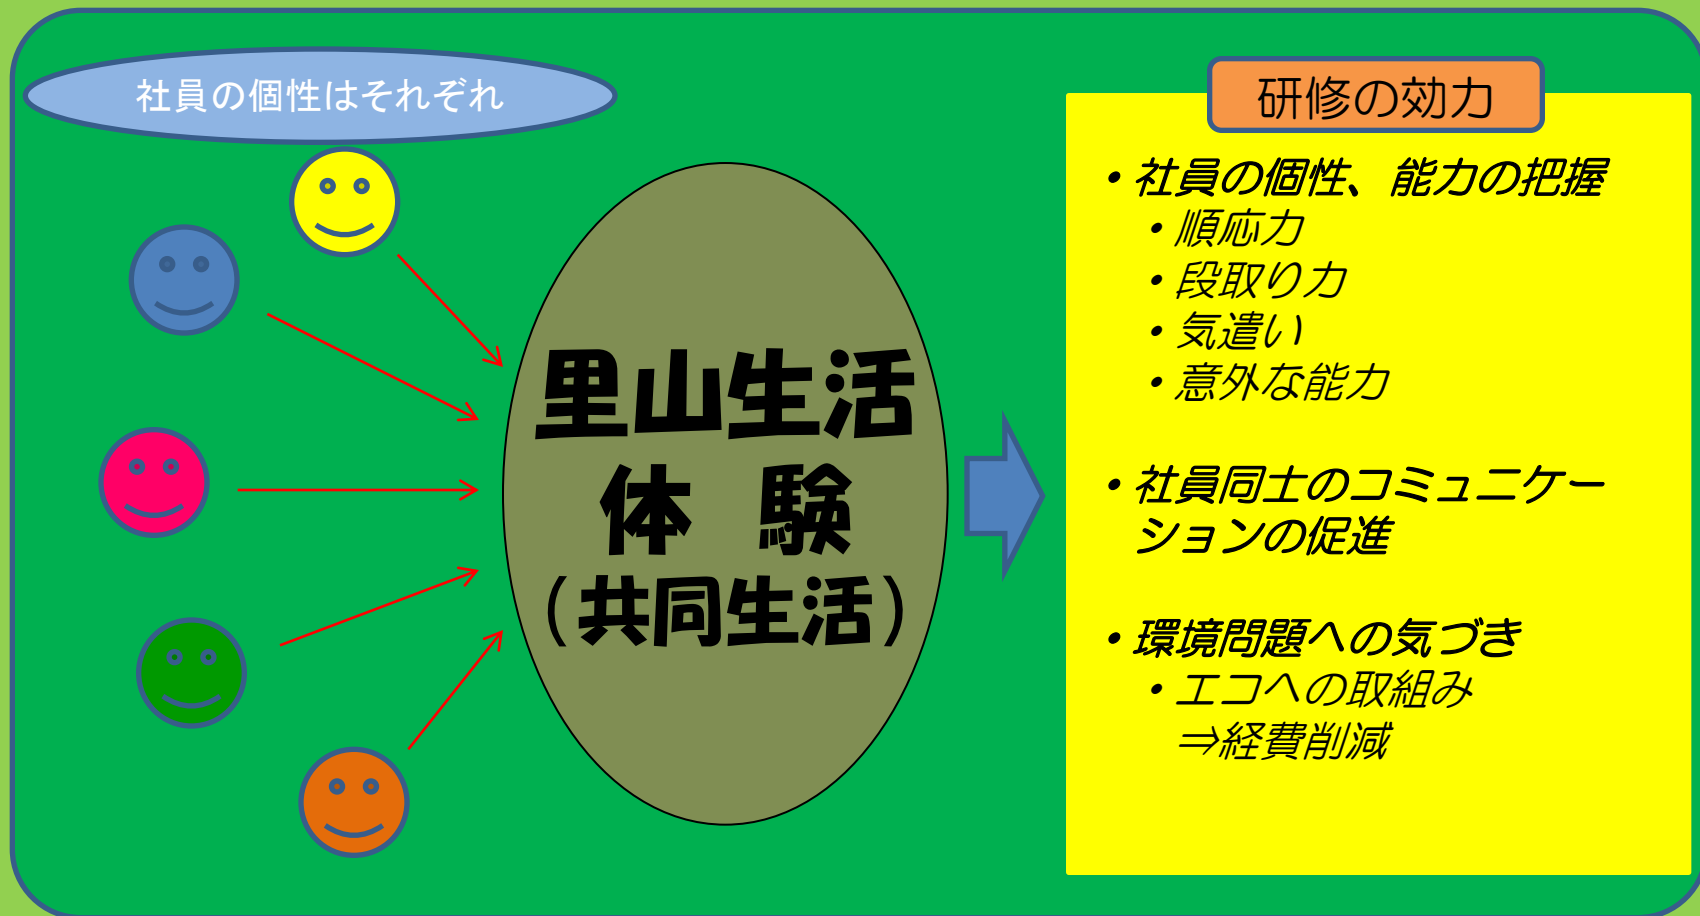 社員の個性はそれぞれ
里山生活
体　験
（共同生活）
研修の効力
・社員の個性、能力の把握
・順応力
・段取り力
・気遣い
・意外な能力
・社員同士のコミュニケー
ションの促進
・環境問題への気づき
・エコへの取組み
⇒経費削減